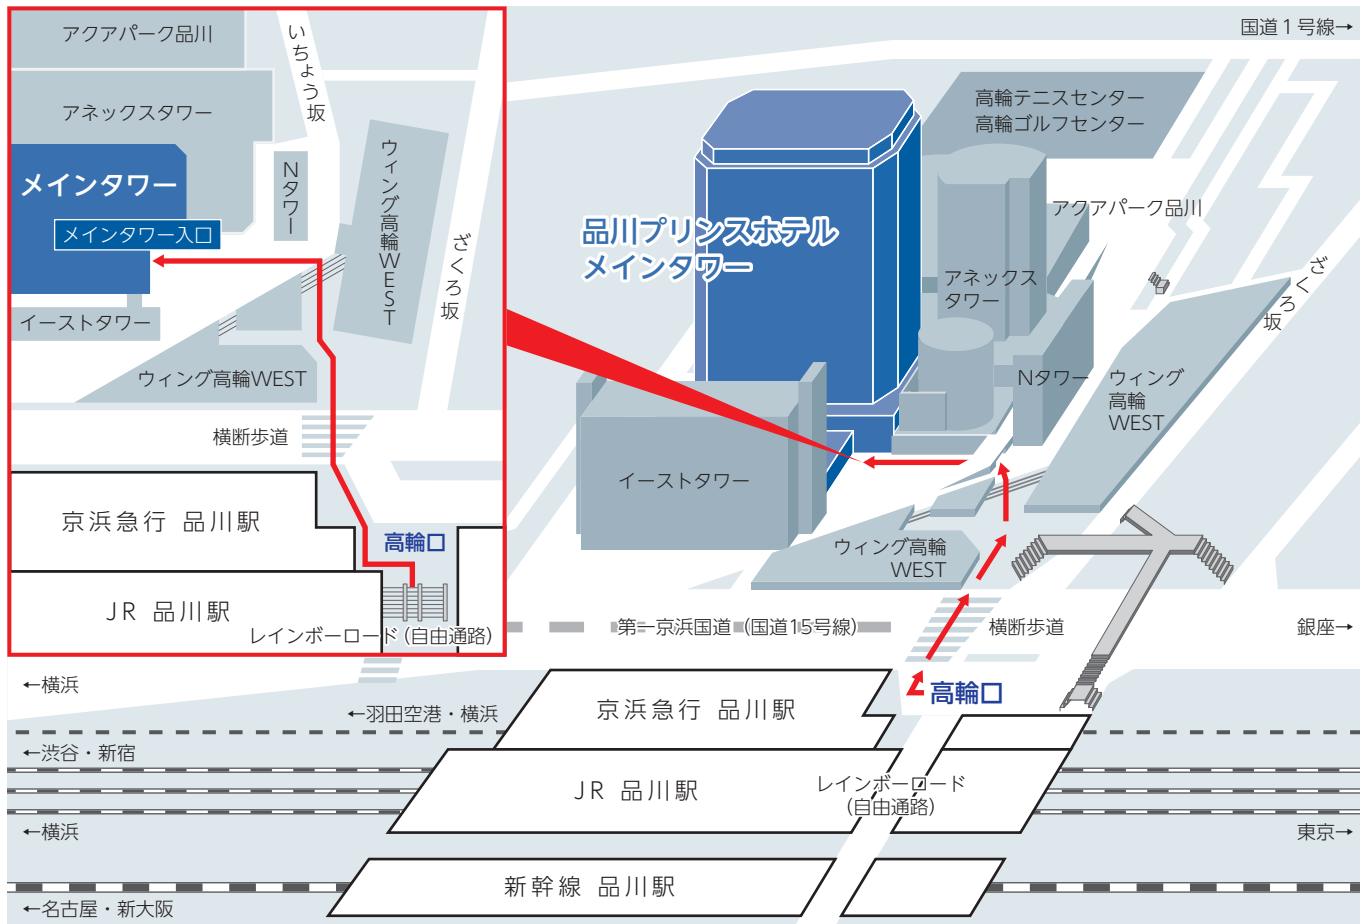 アクアパーク品川
いちょう坂
アネックスタワー
メインタワー
Nタワー
ウィング高輪WEST
メインタワー入口
ざくろ坂
イーストタワー
ウィング高輪WEST
横断歩道
京浜急行 品川駅
高輪口
JR 品川駅
レインボーロード(自由通路)
国道1号線→
高輪テニスセンター
高輪ゴルフセンター
アクアパーク品川
品川プリンスホテル
メインタワー
アネックス
タワー
ざくろ坂
Nタワー
ウィング
高輪
WEST
イーストタワー
ウィング高輪
WEST
第一京浜国道(国道15号線)
横断歩道
銀座→
←横浜
高輪口
←羽田空港・横浜
京浜急行 品川駅
←渋谷・新宿
JR 品川駅
レインボーロード
(自由通路)
←横浜
東京→
新幹線 品川駅
←名古屋・新大阪